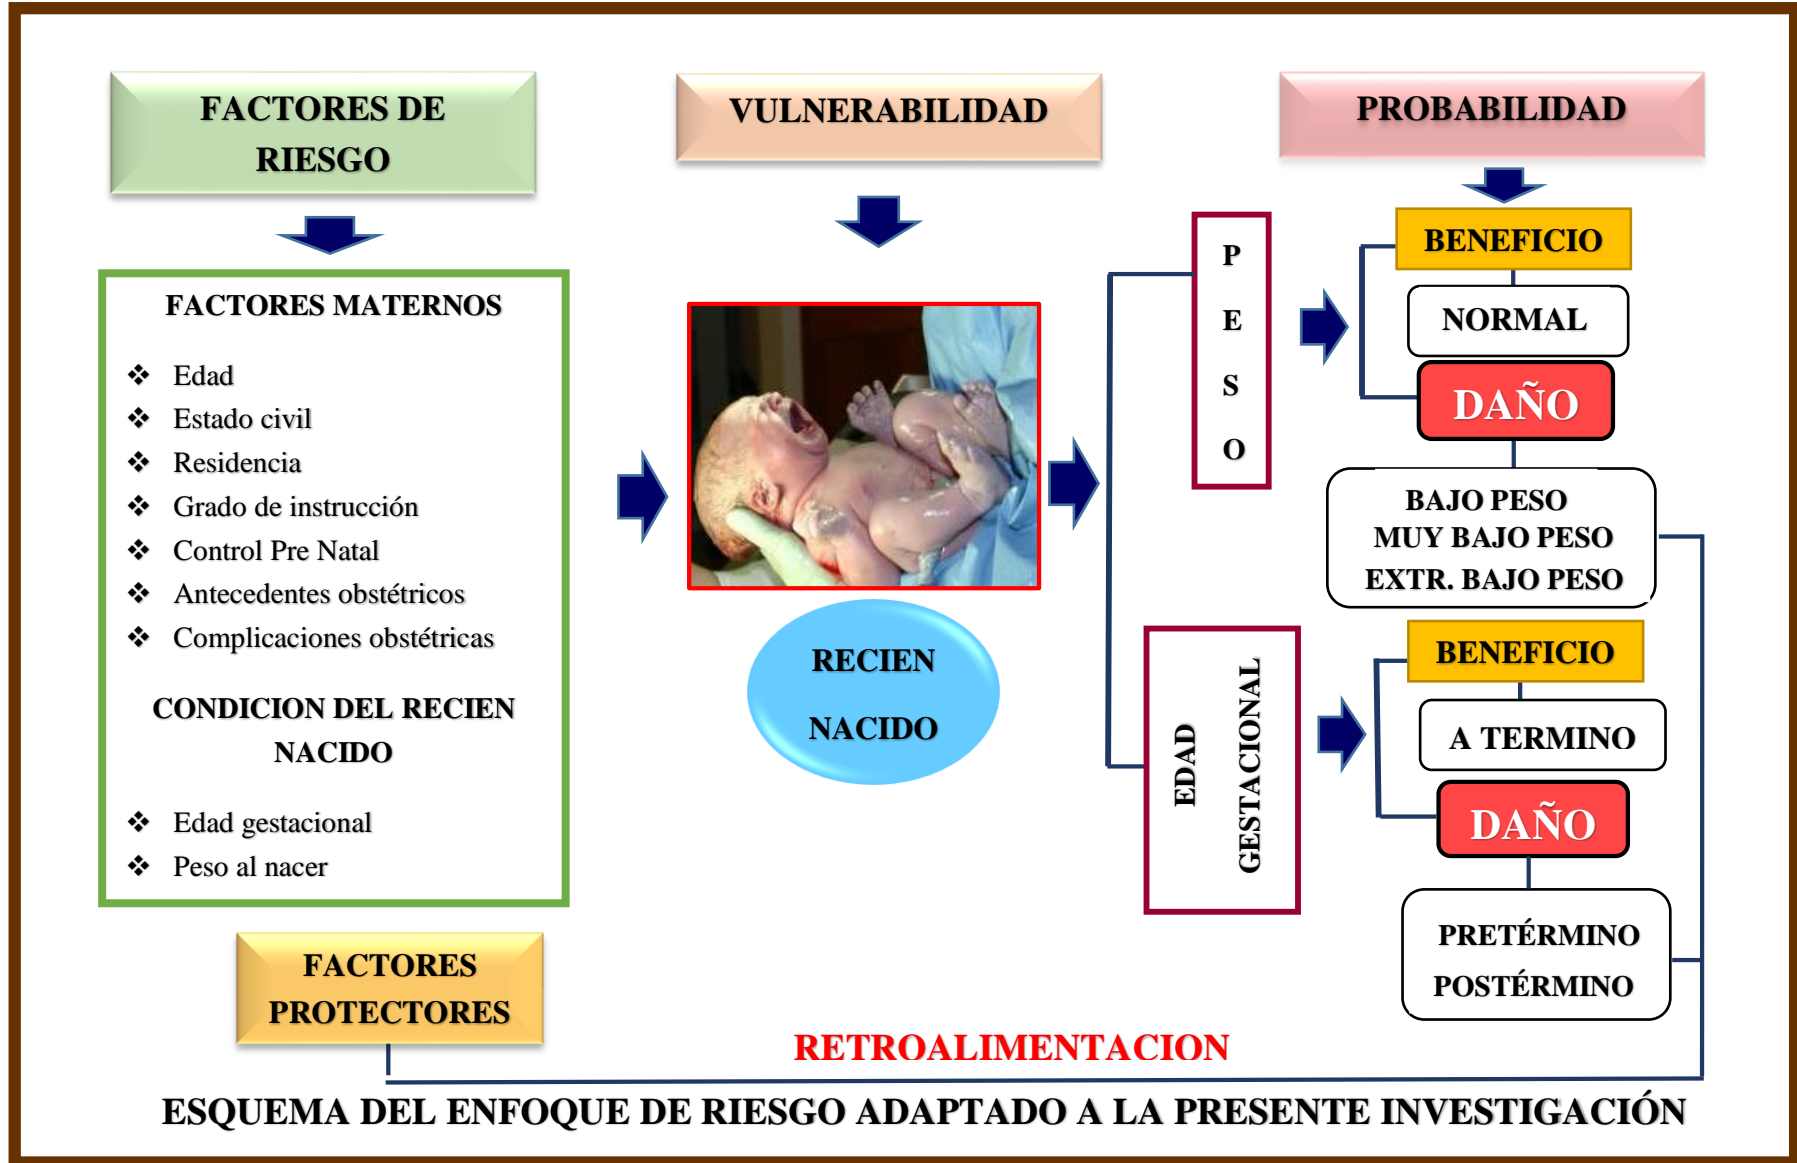 FACTORES DE
RIESGO
VULNERABILIDAD
PROBABILIDAD
FACTORES MATERNOS
❖ Edad
❖ Estado civil
❖ Residencia
❖ Grado de instrucción
❖ Control Pre Natal
❖ Antecedentes obstétricos
❖ Complicaciones obstétricas
CONDICION DEL RECIEN
NACIDO
❖ Edad gestacional
❖ Peso al nacer
FACTORES
PROTECTORES
RECIEN
NACIDO
P
E
S
O
BENEFICIO
NORMAL
DAÑO
BAJO PESO
MUY BAJO PESO
EXTR. BAJO PESO
EDAD
GESTACIONAL
BENEFICIO
A TERMINO
DAÑO
PRETÉRMINO
POSTÉRMINO
RETROALIMENTACION
ESQUEMA DEL ENFOQUE DE RIESGO ADAPTADO A LA PRESENTE INVESTIGACIÓN